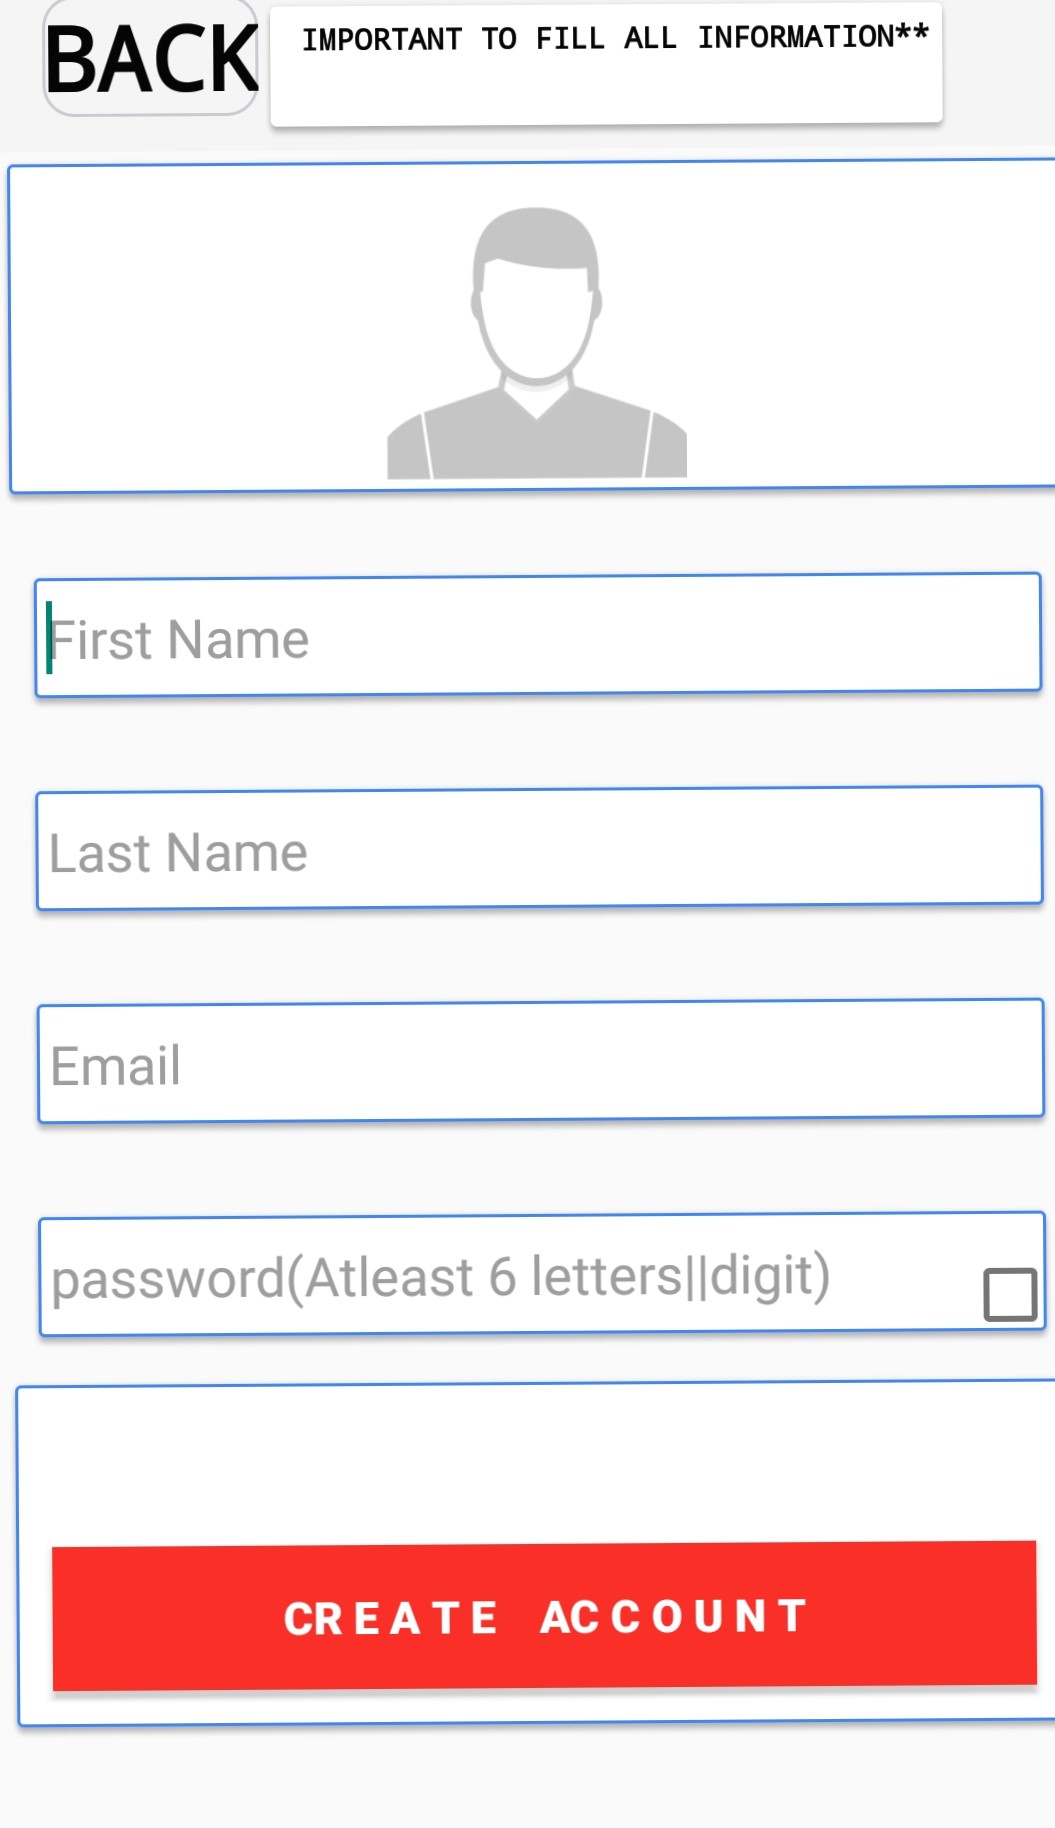 BACK
IMPORTANT TO FILL ALL INFORMATION**
First Name
Last Name
Email
password(Atleast 6 letters||digit)
CREATE ACCOUNT